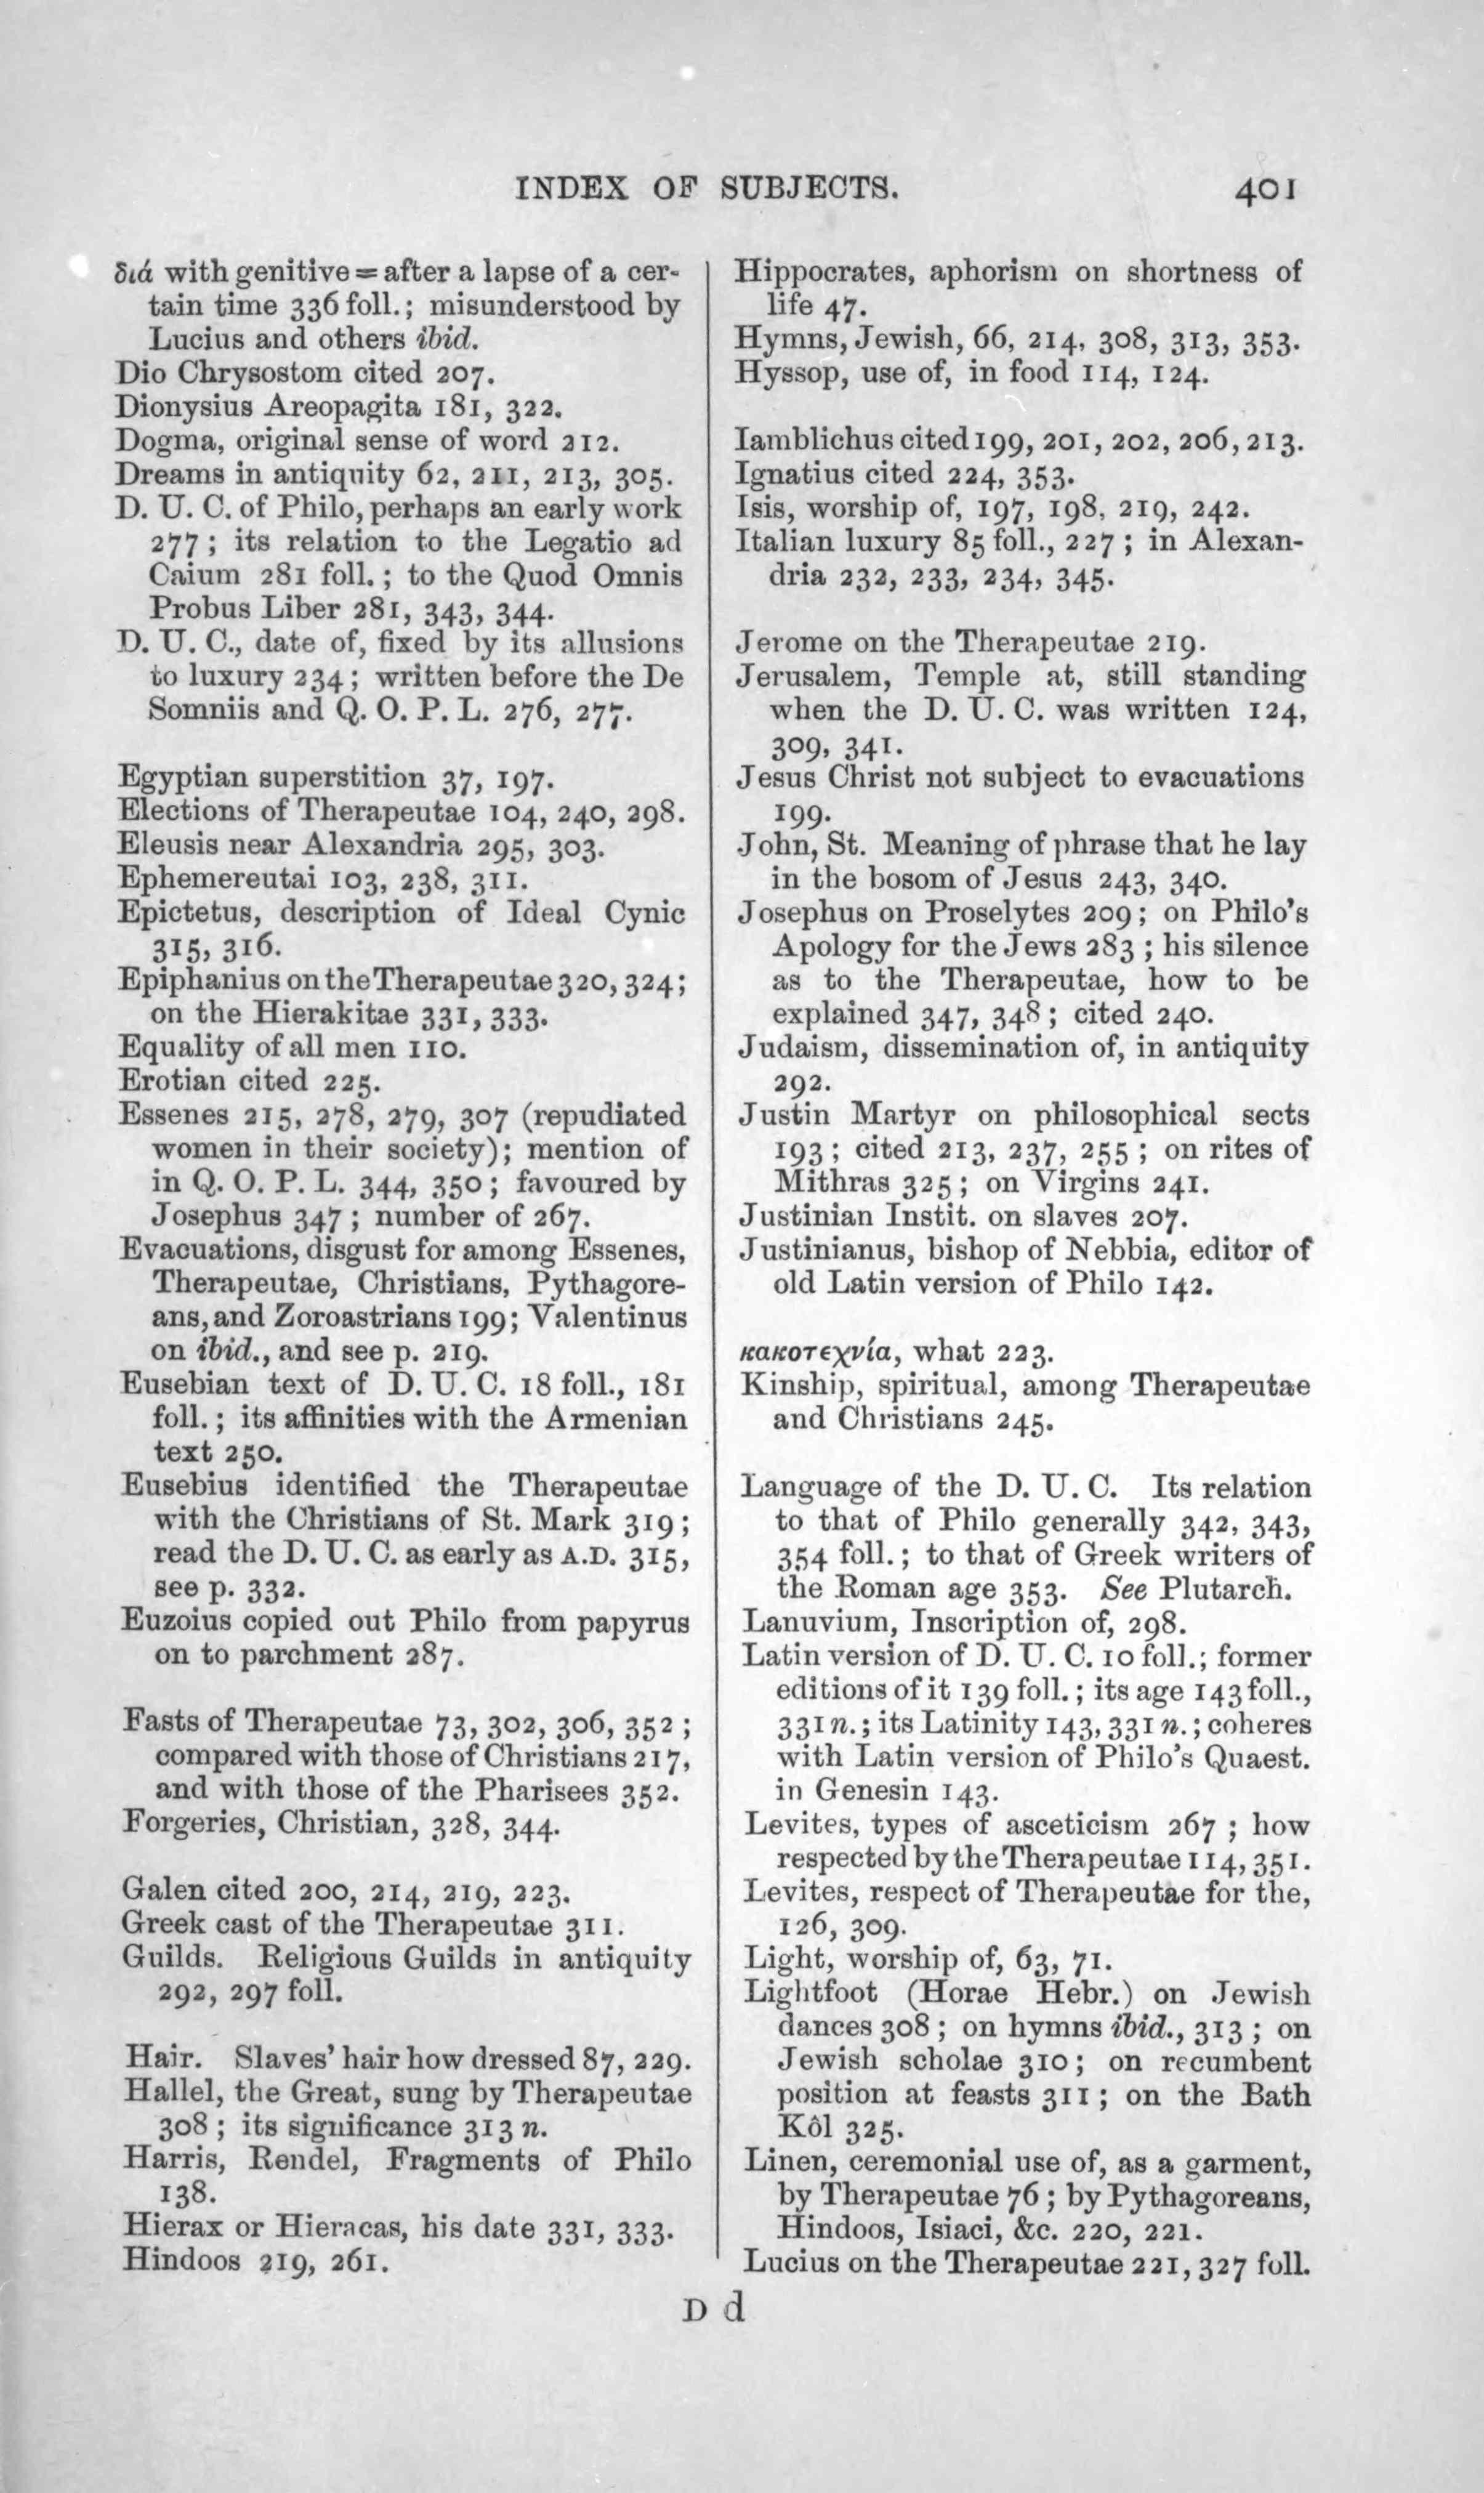 INDEX OF SUBJECTS. 401
διά with genitive = after a lapse of a cer-
tain time 336 foll.; misunderstood by
Lucius and others ibid.
Dio Chrysostom cited 207.
Dionysius Areopagita 181, 322.
Dogma, original sense of word 212.
Dreams in antiquity 62, 211, 213, 305.
D. U. C. of Philo, perhaps an early work
277; its relation to the Legatio ad
Caium 281 foll.; to the Quod Omnis
Probus Liber 281, 343, 344.
D. U. C., date of, fixed by its allusions
to luxury 234; written before the De
Somniis and Q. O. P. L. 276, 277.
Egyptian superstition 37, 197.
Elections of Therapeutae 104, 240, 298.
Eleusis near Alexandria 295, 303.
Ephemereutai 103, 238, 311.
Epictetus, description of Ideal Cynic
315, 316.
Epiphanius on the Therapeutae 320, 324;
on the Hierakitae 331, 333.
Equality of all men 110.
Erotian cited 225.
Essenes 215, 278, 279, 307 (repudiated
women in their society); mention of
in Q. O. P. L. 344, 350; favoured by
Josephus 347; number of 267.
Evacuations, disgust for among Essenes,
Therapeutae, Christians, Pythagore-
ans, and Zoroastrians 199; Valentinus
on ibid., and see p. 219.
Eusebian text of D. U. C. 18 foll., 181
foll.; its affinities with the Armenian
text 250.
Eusebius identified the Therapeutae
with the Christians of St. Mark 319;
read the D. U. C. as early as A.D. 315,
see p. 332.
Euzoius copied out Philo from papyrus
on to parchment 287.
Fasts of Therapeutae 73, 302, 306, 352;
compared with those of Christians 217,
and with those of the Pharisees 352.
Forgeries, Christian, 328, 344.
Galen cited 200, 214, 219, 223.
Greek cast of the Therapeutae 311.
Guilds. Religious Guilds in antiquity
292, 297 foll.
Hair. Slaves' hair how dressed 87, 229.
Hallel, the Great, sung by Therapeutae
308; its significance 313 n.
Harris, Rendel, Fragments of Philo
138.
Hierax or Hieracas, his date 331, 333.
Hindoos 219, 261.
Hippocrates, aphorism on shortness of
life 47.
Hymns, Jewish, 66, 214, 308, 313, 353.
Hyssop, use of, in food 114, 124.
Iamblichus cited 199, 201, 202, 206, 213.
Ignatius cited 224, 353.
Isis, worship of, 197, 198, 219, 242.
Italian luxury 85 foll., 227; in Alexan-
dria 232, 233, 234, 345.
Jerome on the Therapeutae 219.
Jerusalem, Temple at, still standing
when the D. U. C. was written 124,
309, 341.
Jesus Christ not subject to evacuations
199.
John, St. Meaning of phrase that he lay
in the bosom of Jesus 243, 340.
Josephus on Proselytes 209; on Philo's
Apology for the Jews 283; his silence
as to the Therapeutae, how to be
explained 347, 348; cited 240.
Judaism, dissemination of, in antiquity
292.
Justin Martyr on philosophical sects
193; cited 213, 237, 255; on rites of
Mithras 325; on Virgins 241.
Justinian Instit. on slaves 207.
Justinianus, bishop of Nebbia, editor of
old Latin version of Philo 142.
κακοτεχνία, what 223.
Kinship, spiritual, among Therapeutae
and Christians 245.
Language of the D. U. C. Its relation
to that of Philo generally 342, 343,
354 foll.; to that of Greek writers of
the Roman age 353. See Plutarch.
Lanuvium, Inscription of, 298.
Latin version of D. U. C. 10 foll.; former
editions of it 139 foll.; its age 143 foll.,
331 n.; its Latinity 143, 331 n.; coheres
with Latin version of Philo's Quaest.
in Genesin 143.
Levites, types of asceticism 267; how
respected by the Therapeutae 114, 351.
Levites, respect of Therapeutae for the,
126, 309.
Light, worship of, 63, 71.
Lightfoot (Horae Hebr.) on Jewish
dances 308; on hymns ibid., 313; on
Jewish scholae 310; on recumbent
position at feasts 311; on the Bath
Kôl 325.
Linen, ceremonial use of, as a garment,
by Therapeutae 76; by Pythagoreans,
Hindoos, Isiaci, &c. 220, 221.
Lucius on the Therapeutae 221, 327 foll.
D d